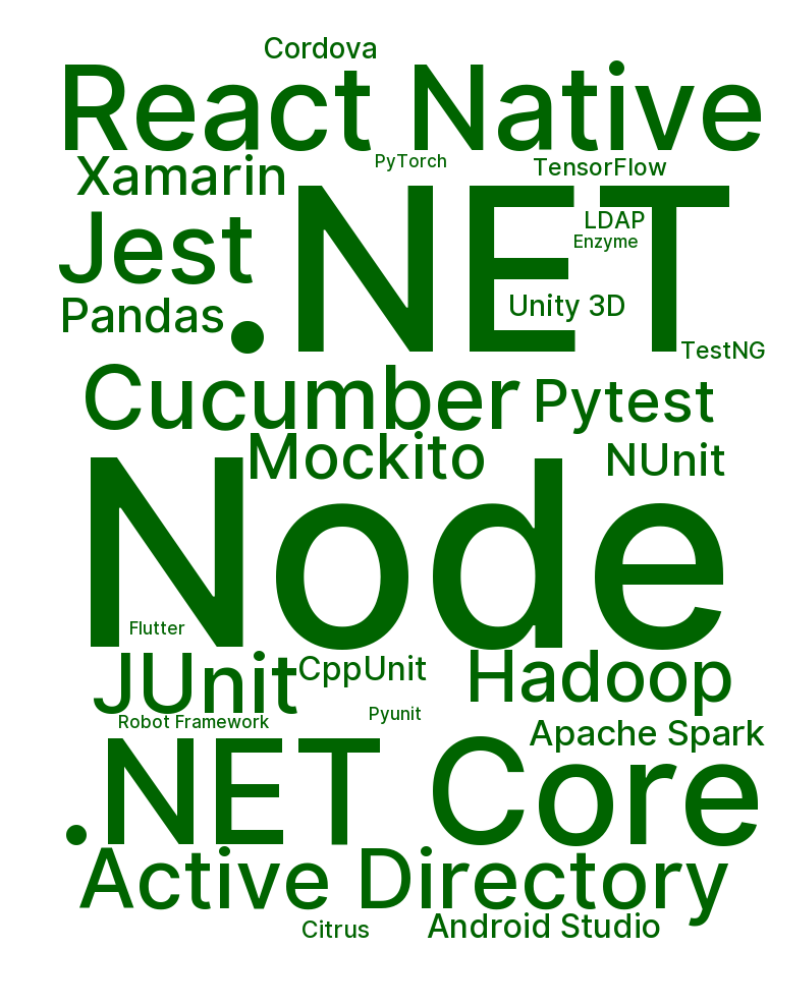 Cordova
React Native
PyTorch
TensorFlow
Xamarin
.NET
LDAP
Jest
Enzyme
Pandas
Unity 3D
TestNG
Cucumber
Pytest
Mockito
NUnit
Node
Flutter
JUnit
CppUnit
Hadoop
Pyunit
Robot Framework
Apache Spark
.NET Core
Active Directory
Citrus
Android Studio